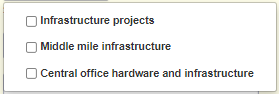 Infrastructure projects
Middle mile infrastructure
Central office hardware and infrastructure